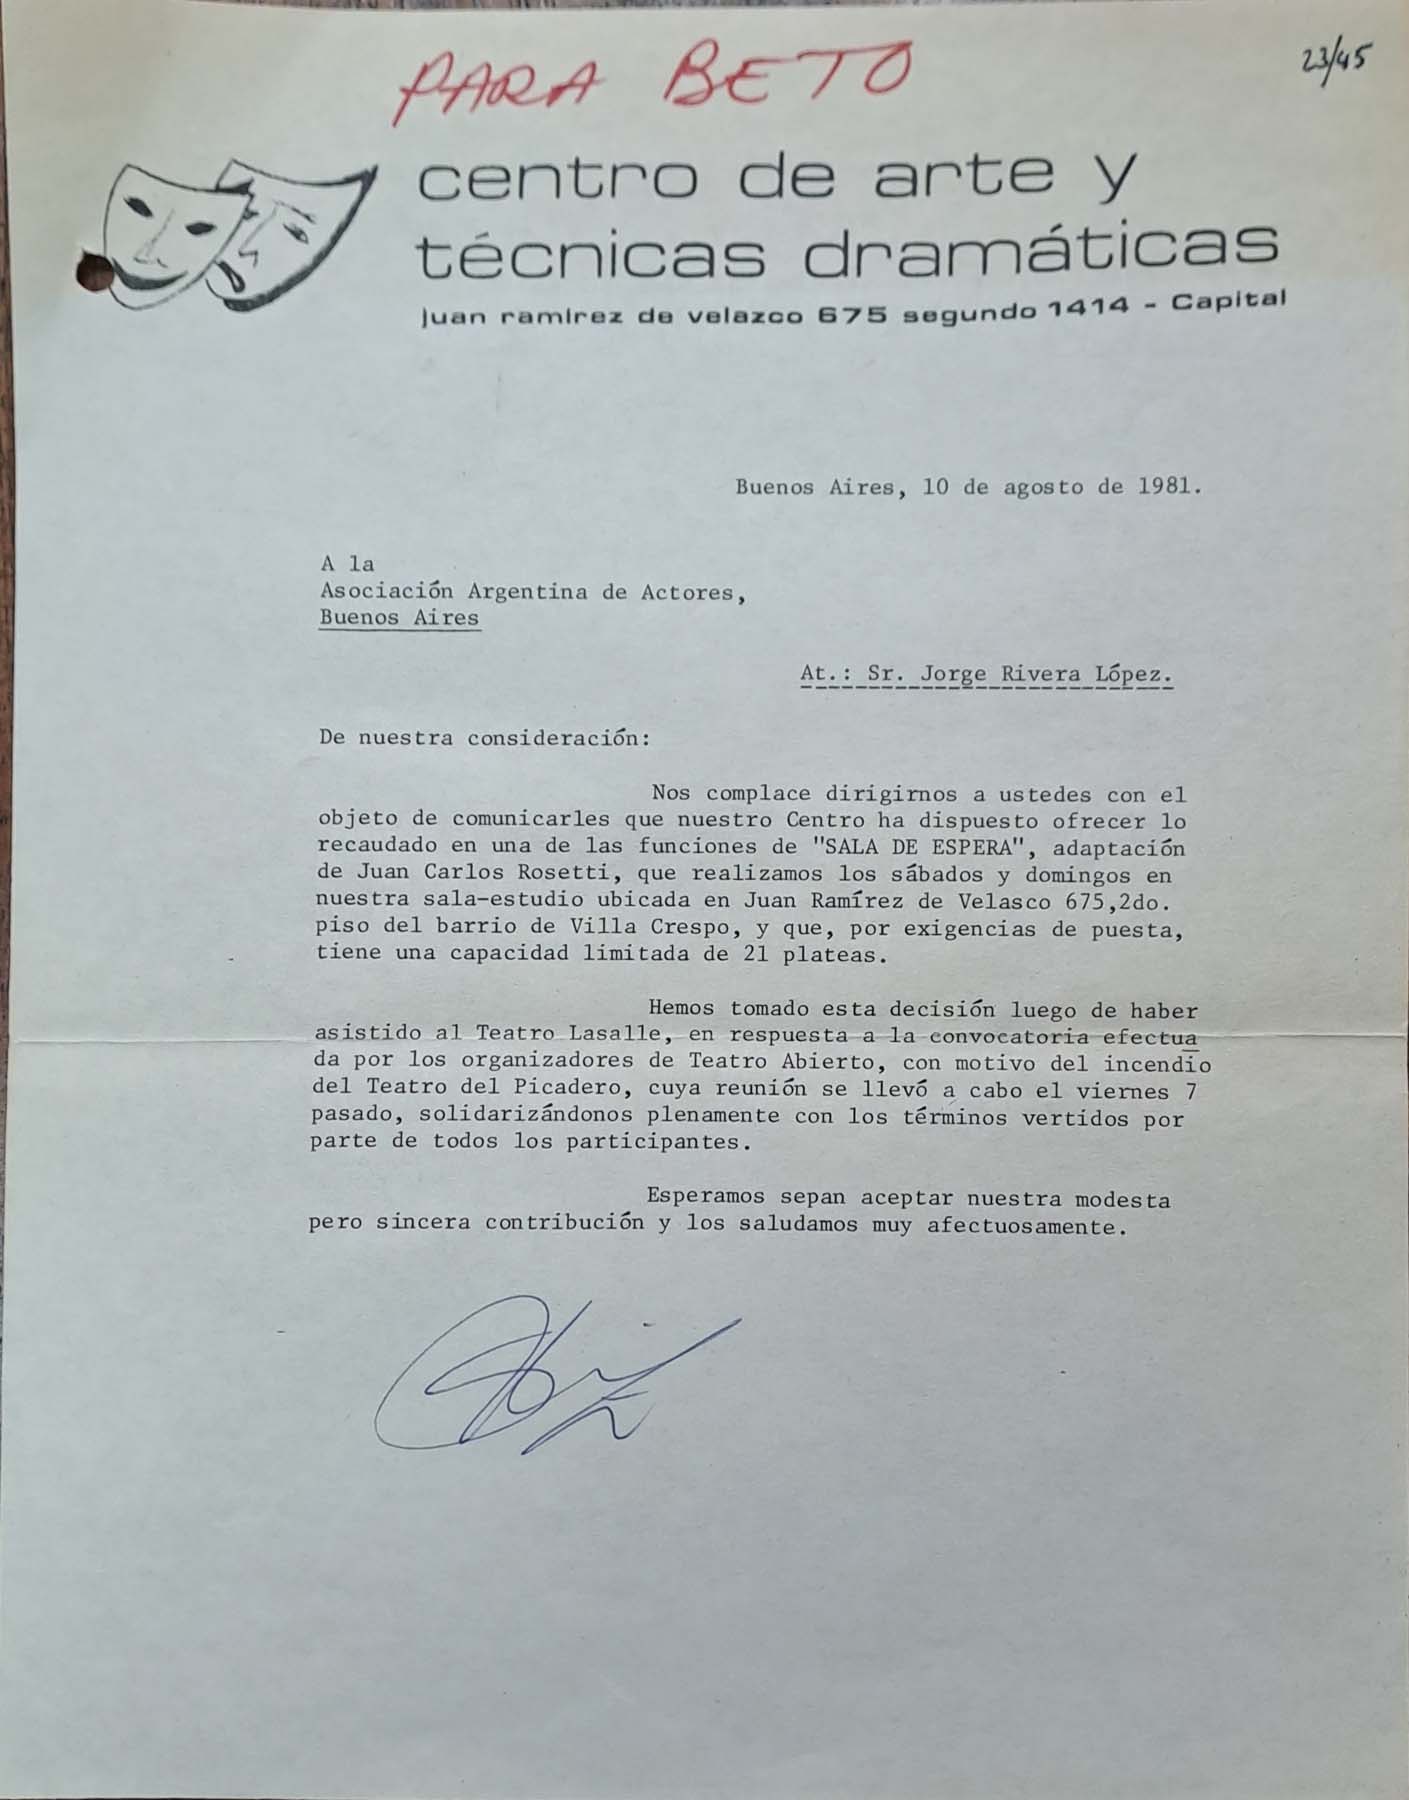 PARA BETO
23/45
centro de arte y
técnicas dramáticas
juan ramirez de velazco 675 segundo 1414 - Capital
Buenos Aires, 10 de agosto de 1981.
A la
Asociación Argentina de Actores,
Buenos Aires
At.: Sr. Jorge Rivera López.
De nuestra consideración:
Nos complace dirigirnos a ustedes con el
objeto de comunicarles que nuestro Centro ha dispuesto ofrecer lo
recaudado en una de las funciones de "SALA DE ESPERA", adaptación
de Juan Carlos Rosetti, que realizamos los sábados y domingos en
nuestra sala-estudio ubicada en Juan Ramírez de Velasco 675,2do.
piso del barrio de Villa Crespo, y que, por exigencias de puesta,
tiene una capacidad limitada de 21 plateas.
Hemos tomado esta decisión luego de haber
asistido al Teatro Lasalle, en respuesta a la convocatoria efectua
da por los organizadores de Teatro Abierto, con motivo del incendio
del Teatro del Picadero, cuya reunión se llevó a cabo el viernes 7
pasado, solidarizándonos plenamente con los términos vertidos por
parte de todos los participantes.
Esperamos sepan aceptar nuestra modesta
pero sincera contribución y los saludamos muy afectuosamente.